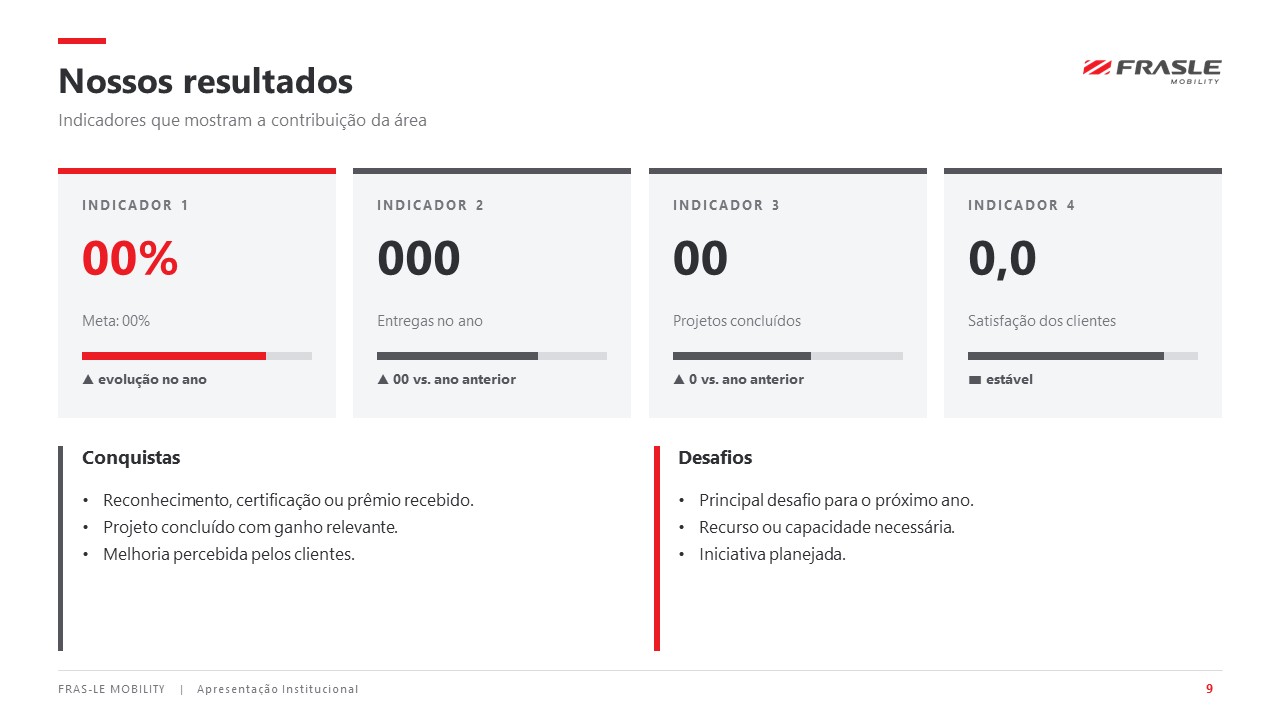 Nossos resultados
FRASLE
MOBILITY
Indicadores que mostram a contribuição da área
INDICADOR 1
00%
Meta: 00%
▲ evolução no ano
INDICADOR 2
000
Entregas no ano
▲ 00 vs. ano anterior
INDICADOR 3
00
Projetos concluídos
▲ 0 vs. ano anterior
INDICADOR 4
0,0
Satisfação dos clientes
■ estável
Conquistas
• Reconhecimento, certificação ou prêmio recebido.
• Projeto concluído com ganho relevante.
• Melhoria percebida pelos clientes.
Desafios
• Principal desafio para o próximo ano.
• Recurso ou capacidade necessária.
• Iniciativa planejada.
FRAS-LE MOBILITY | Apresentação Institucional
9